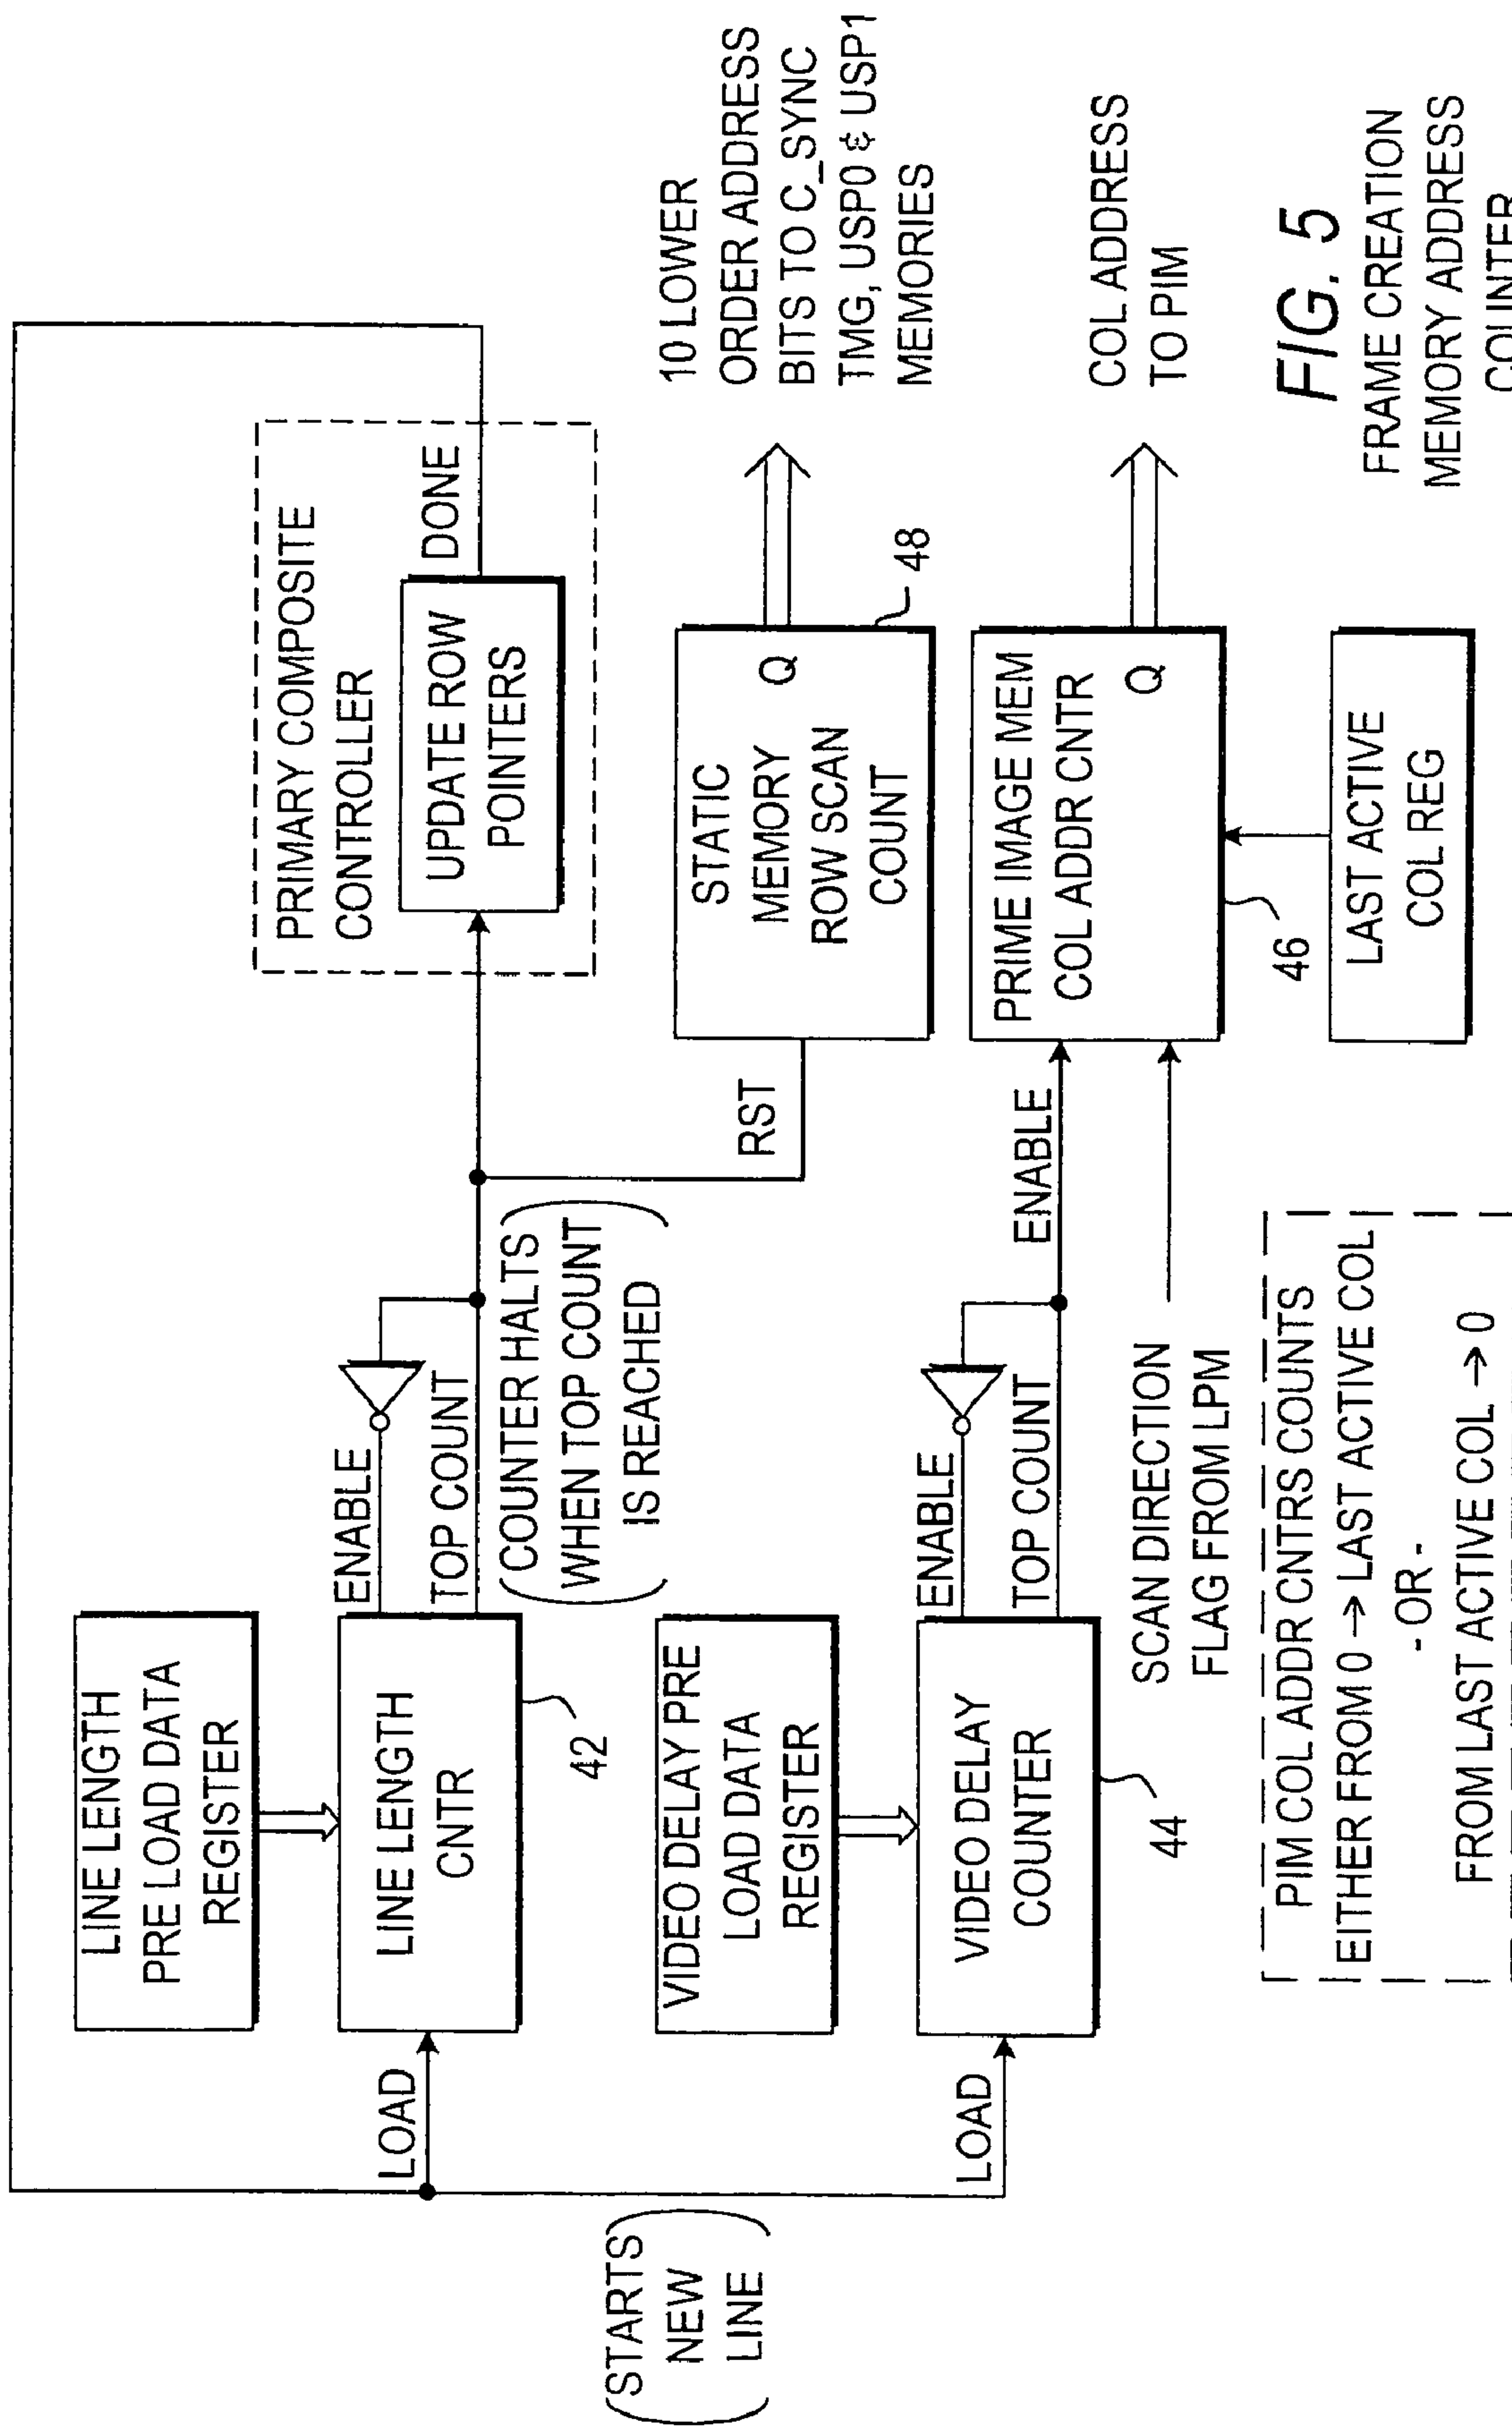 LINE LENGTH
PRE LOAD DATA
REGISTER
LOAD
LINE LENGTH
CNTR
42
ENABLE
TOP COUNT
(COUNTER HALTS
WHEN TOP COUNT
IS REACHED)
PRIMARY COMPOSITE
CONTROLLER
UPDATE ROW
POINTERS
DONE
(STARTS
NEW
LINE)
VIDEO DELAY PRE
LOAD DATA
REGISTER
LOAD
VIDEO DELAY
COUNTER
44
ENABLE
TOP COUNT
RST
STATIC
MEMORY
ROW SCAN
COUNT
Q
48
10 LOWER
ORDER ADDRESS
BITS TO C_SYNC
TMG, USP0 & USP1
MEMORIES
ENABLE
SCAN DIRECTION
FLAG FROM LPM
PRIME IMAGE MEM
COL ADDR CNTR
Q
46
COL ADDRESS
TO PIM
LAST ACTIVE
COL REG
PIM COL ADDR CNTRS COUNTS
EITHER FROM 0 → LAST ACTIVE COL
- OR -
FROM LAST ACTIVE COL → 0
FIG. 5
FRAME CREATION
MEMORY ADDRESS
COUNTER